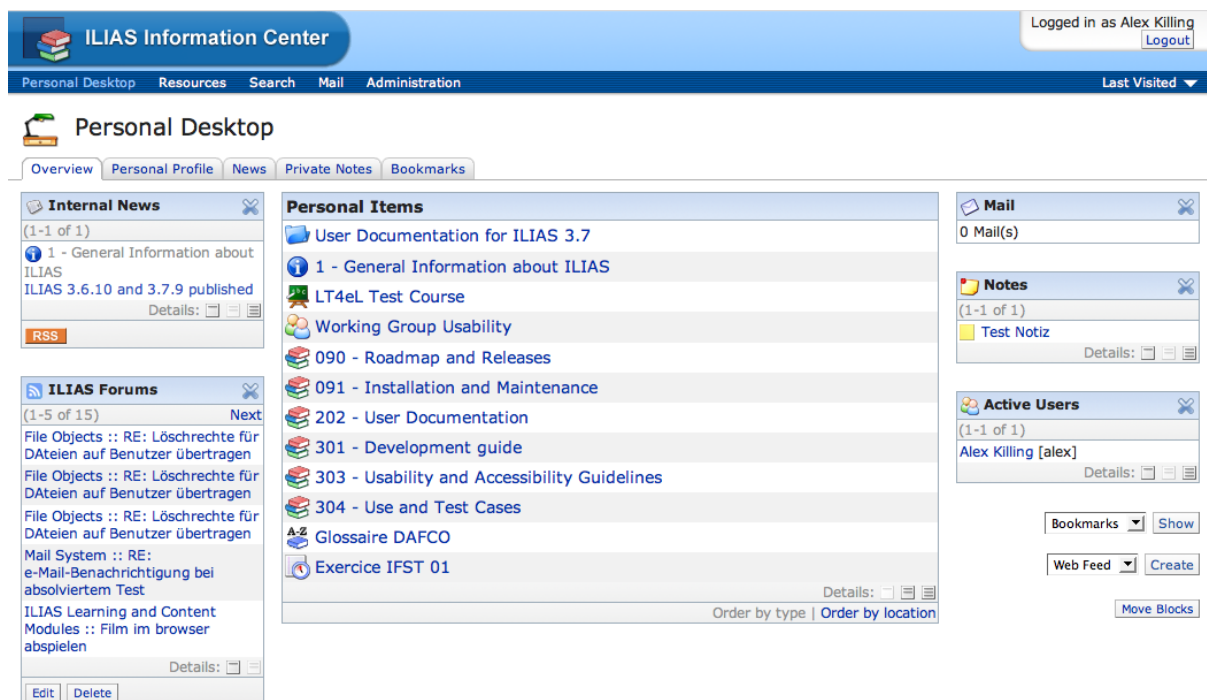 ILIAS Information Center
Logged in as Alex Killing
Logout
Personal Desktop Resources Search Mail Administration Last Visited
Personal Desktop
Overview Personal Profile News Private Notes Bookmarks
Internal News
(1-1 of 1)
1 - General Information about
ILIAS
ILIAS 3.6.10 and 3.7.9 published
Details:
RSS
ILIAS Forums
(1-5 of 15) Next
File Objects :: RE: Löschrechte für
DAteien auf Benutzer übertragen
File Objects :: RE: Löschrechte für
DAteien auf Benutzer übertragen
File Objects :: RE: Löschrechte für
DAteien auf Benutzer übertragen
Mail System :: RE:
e-Mail-Benachrichtigung bei
absolviertem Test
ILIAS Learning and Content
Modules :: Film im browser
abspielen
Details:
Edit Delete
Personal Items
User Documentation for ILIAS 3.7
1 - General Information about ILIAS
LT4eL Test Course
Working Group Usability
090 - Roadmap and Releases
091 - Installation and Maintenance
202 - User Documentation
301 - Development guide
303 - Usability and Accessibility Guidelines
304 - Use and Test Cases
A-Z Glossaire DAFCO
Exercice IFST 01
Details:
Order by type | Order by location
Mail
0 Mail(s)
Notes
(1-1 of 1)
Test Notiz
Details:
Active Users
(1-1 of 1)
Alex Killing [alex]
Details:
Bookmarks Show
Web Feed Create
Move Blocks